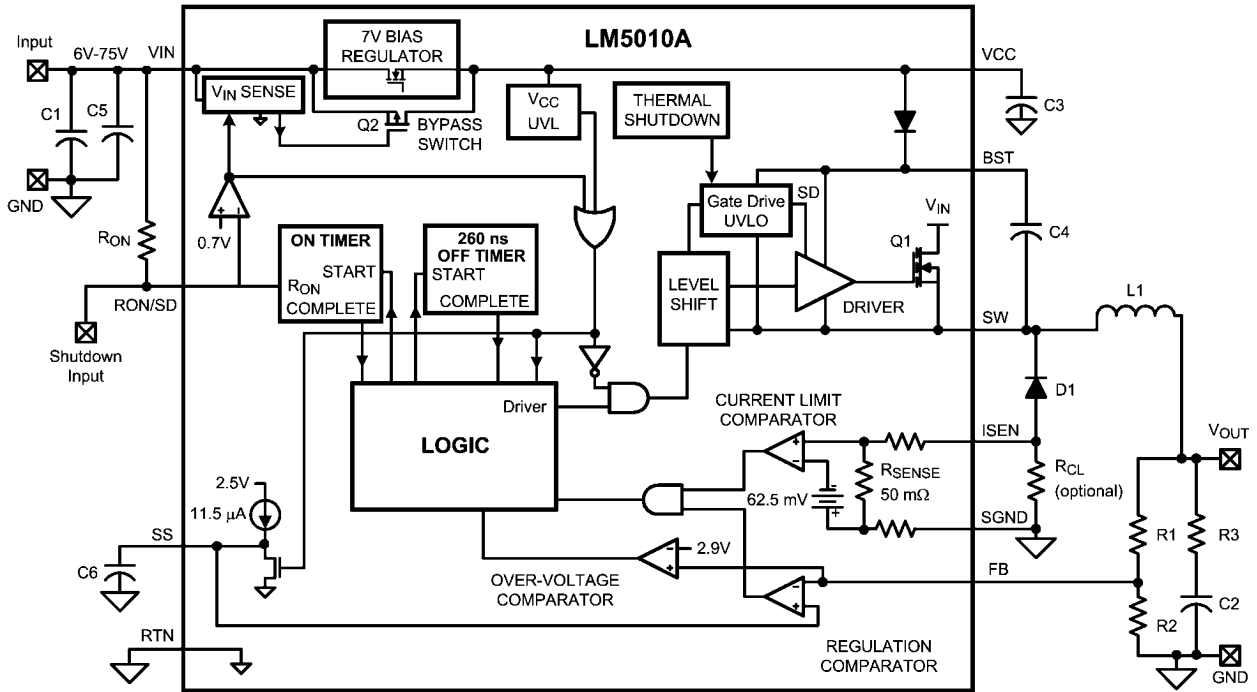 LM5010A
Input
6V-75V
VIN
7V BIAS
REGULATOR
VCC
C1
C5
VIN SENSE
Q2
BYPASS
SWITCH
VCC
UVL
THERMAL
SHUTDOWN
C3
GND
BST
+
-
0.7V
RON
Gate Drive
UVLO
SD
VIN
Q1
C4
ON TIMER
START
RON
COMPLETE
260 ns
OFF TIMER
START
COMPLETE
LEVEL
SHIFT
DRIVER
L1
RON/SD
SW
Shutdown
Input
Driver
LOGIC
CURRENT LIMIT
COMPARATOR
+
-
D1
ISEN
VOUT
RSENSE
50 mΩ
62.5 mV
-
+
RCL
(optional)
2.5V
11.5 µA
SGND
SS
R1
R3
2.9V
-
+
C6
OVER-VOLTAGE
COMPARATOR
FB
-
+
C2
R2
RTN
REGULATION
COMPARATOR
GND